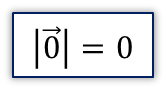 |0⃗| = 0